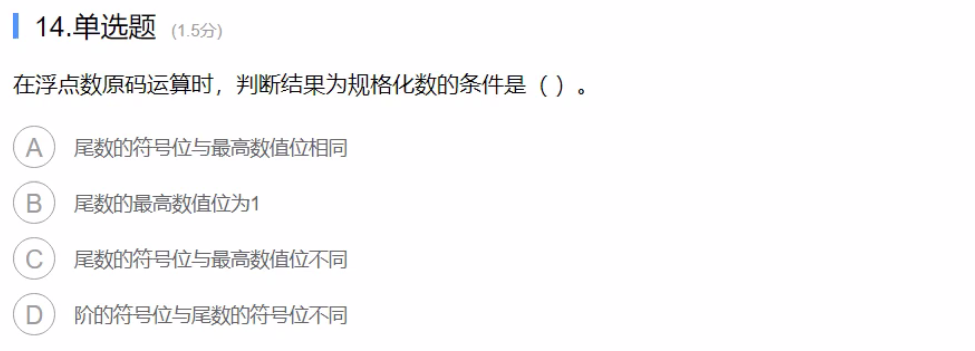 14.单选题 (1.5分)
在浮点数原码运算时，判断结果为规格化数的条件是（ ）。
A 尾数的符号位与最高数值位相同
B 尾数的最高数值位为1
C 尾数的符号位与最高数值位不同
D 阶的符号位与尾数的符号位不同